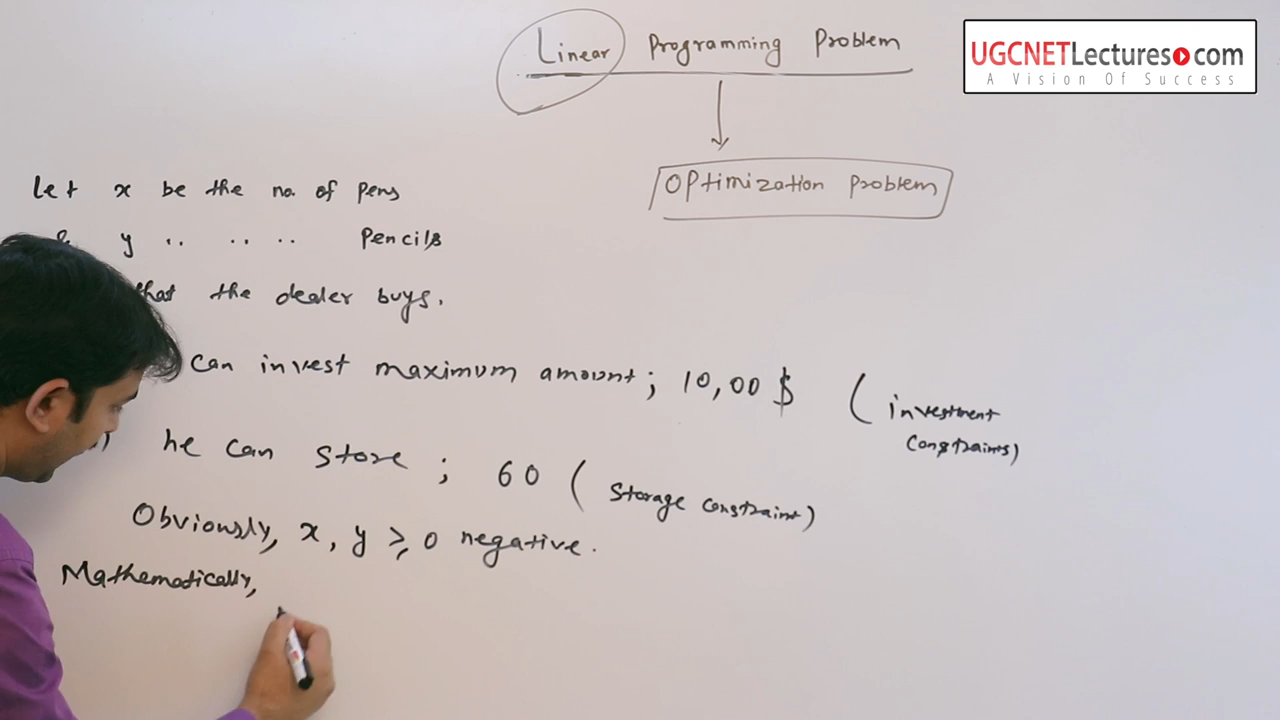 Linear Programming Problem
UGCNETLectures.com
A Vision Of Success
Optimization Problem
Let x be the no. of pens
& y .. .. .. Pencils
that the dealer buys.
can invest maximum amount; 10,00 $ (investment constraints)
he can store; 60 (Storage constraint)
Obviously, x, y ≥ 0 negative.
Mathematically,